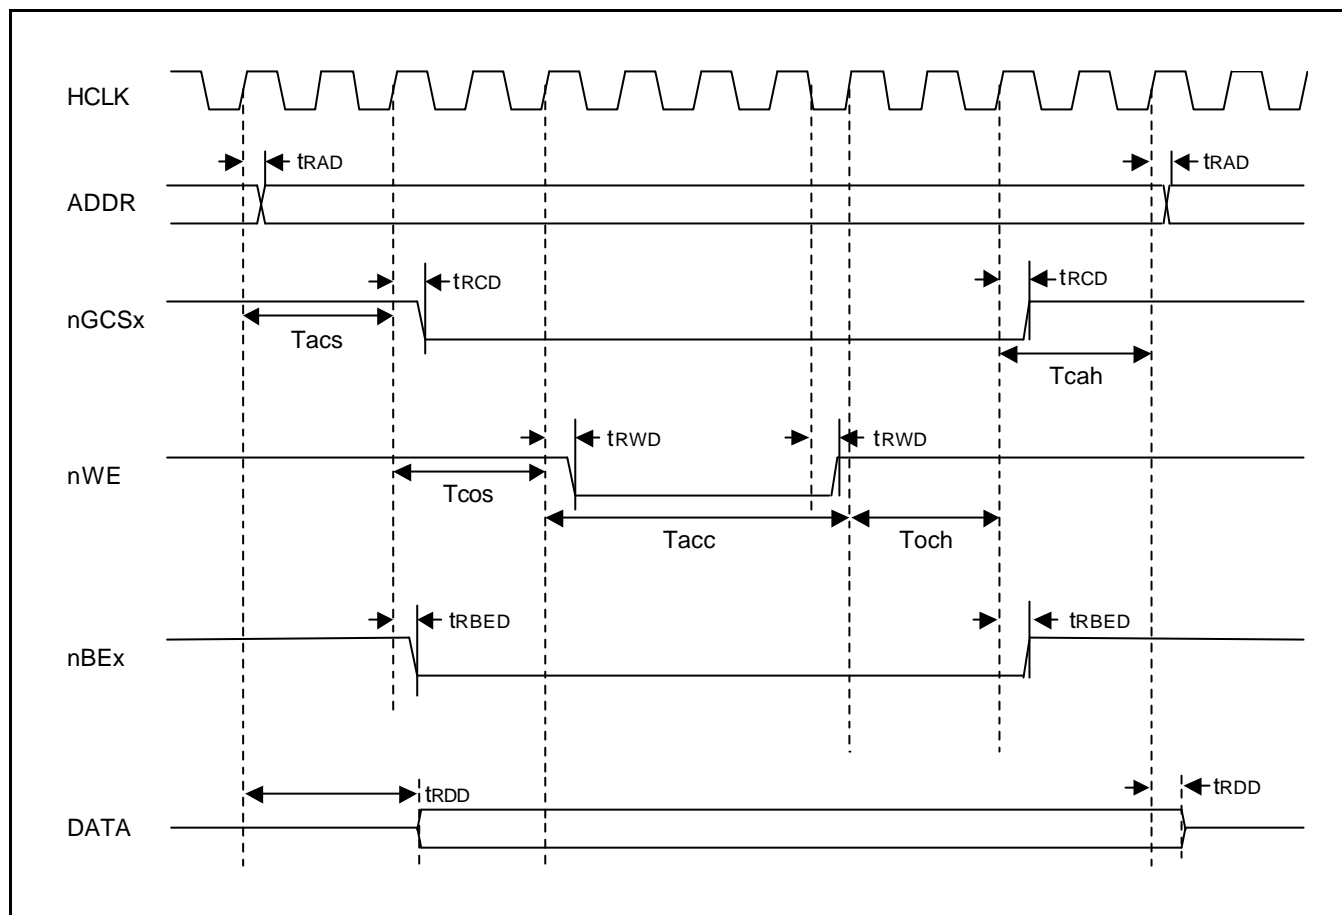 HCLK
tRAD
tRAD
ADDR
tRCD
tRCD
nGCSx
Tacs
Tcah
tRWD
tRWD
nWE
Tcos
Tacc
Toch
tRBED
tRBED
nBEx
tRDD
tRDD
DATA